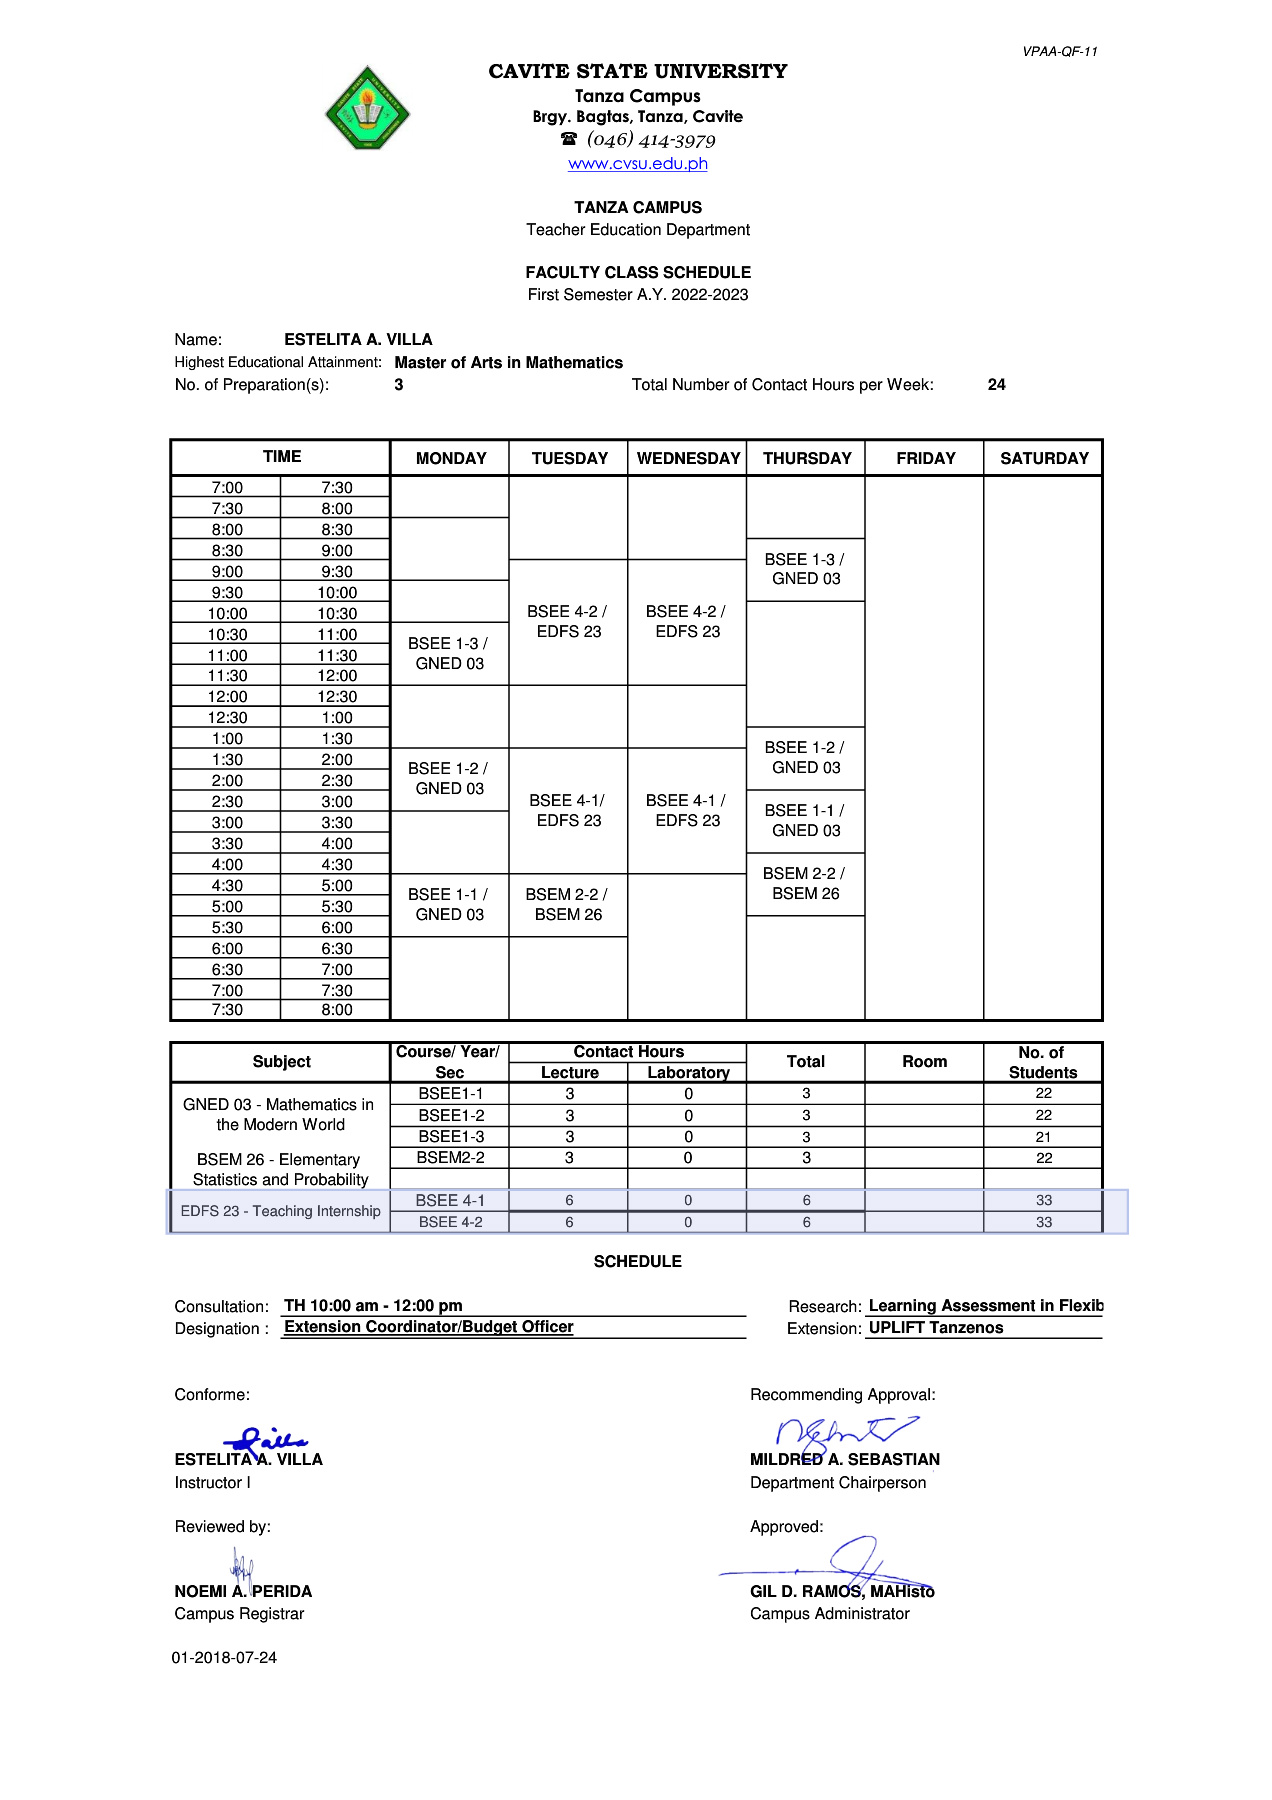 VPAA-QF-11
CAVITE STATE UNIVERSITY
Tanza Campus
Brgy. Bagtas, Tanza, Cavite
☎ (046) 414-3979
www.cvsu.edu.ph
TANZA CAMPUS
Teacher Education Department
FACULTY CLASS SCHEDULE
First Semester A.Y. 2022-2023
Name: ESTELITA A. VILLA
Highest Educational Attainment: Master of Arts in Mathematics
No. of Preparation(s): 3 Total Number of Contact Hours per Week: 24
TIME MONDAY TUESDAY WEDNESDAY THURSDAY FRIDAY SATURDAY
7:00 7:30
7:30 8:00
8:00 8:30
8:30 9:00
BSEE 1-3 /
GNED 03
9:00 9:30
9:30 10:00
10:00 10:30
BSEE 4-2 /
EDFS 23
BSEE 4-2 /
EDFS 23
10:30 11:00
BSEE 1-3 /
GNED 03
11:00 11:30
11:30 12:00
12:00 12:30
12:30 1:00
1:00 1:30
BSEE 1-2 /
GNED 03
1:30 2:00
BSEE 1-2 /
GNED 03
2:00 2:30
2:30 3:00
BSEE 4-1/
EDFS 23
BSEE 4-1 /
EDFS 23
BSEE 1-1 /
GNED 03
3:00 3:30
3:30 4:00
4:00 4:30
BSEM 2-2 /
BSEM 26
4:30 5:00
BSEE 1-1 /
GNED 03
BSEM 2-2 /
BSEM 26
5:00 5:30
5:30 6:00
6:00 6:30
6:30 7:00
7:00 7:30
7:30 8:00
Subject Course/ Year/ Sec Contact Hours Total Room No. of Students
Lecture Laboratory
GNED 03 - Mathematics in
the Modern World
BSEE1-1 3 0 3 22
BSEE1-2 3 0 3 22
BSEE1-3 3 0 3 21
BSEM 26 - Elementary
Statistics and Probability
BSEM2-2 3 0 3 22
EDFS 23 - Teaching Internship
BSEE 4-1 6 0 6 33
BSEE 4-2 6 0 6 33
SCHEDULE
Consultation: TH 10:00 am - 12:00 pm Research: Learning Assessment in Flexib
Designation : Extension Coordinator/Budget Officer Extension: UPLIFT Tanzenos
Conforme: Recommending Approval:
ESTELITA A. VILLA MILDRED A. SEBASTIAN
Instructor I Department Chairperson
Reviewed by: Approved:
NOEMI A. PERIDA GIL D. RAMOS, MAHisto
Campus Registrar Campus Administrator
01-2018-07-24